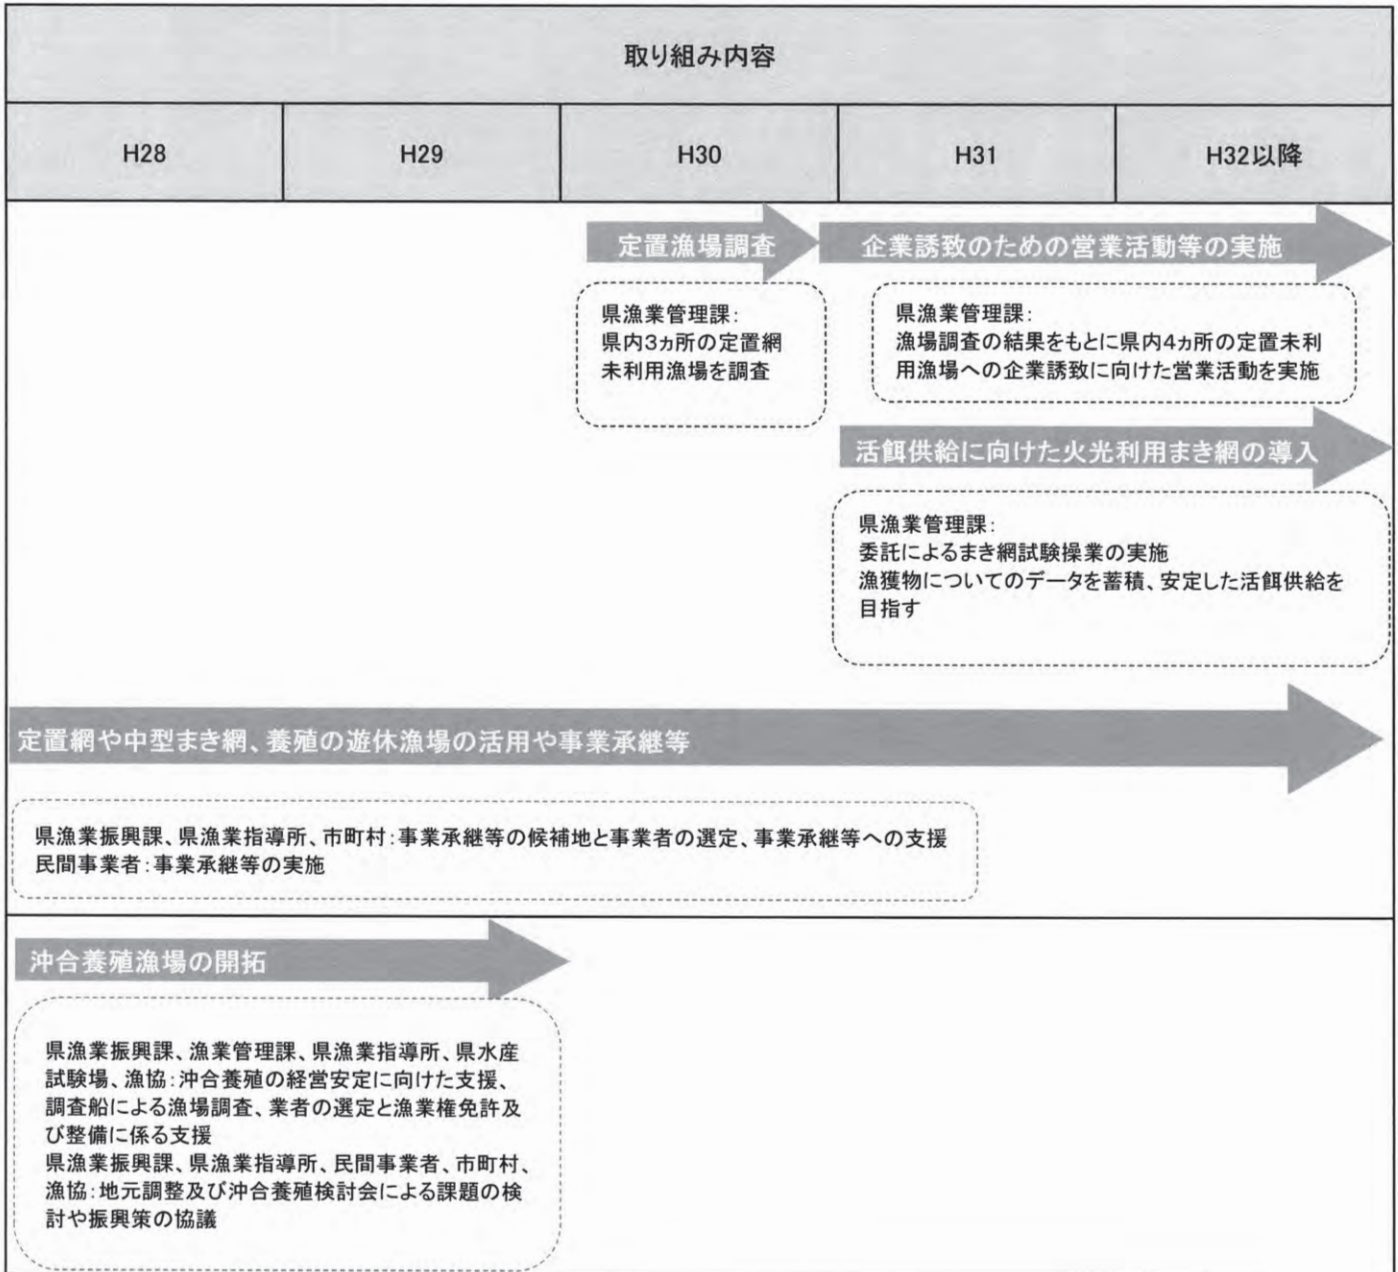 取り組み内容
H28
H29
H30
H31
H32以降
定置漁場調査
企業誘致のための営業活動等の実施
県漁業管理課：
県内3ヵ所の定置網
未利用漁場を調査
県漁業管理課：
漁場調査の結果をもとに県内4ヵ所の定置未利
用漁場への企業誘致に向けた営業活動を実施
活餌供給に向けた火光利用まき網の導入
県漁業管理課：
委託によるまき網試験操業の実施
漁獲物についてのデータを蓄積、安定した活餌供給を
目指す
定置網や中型まき網、養殖の遊休漁場の活用や事業承継等
県漁業振興課、県漁業指導所、市町村：事業承継等の候補地と事業者の選定、事業承継等への支援
民間事業者：事業承継等の実施
沖合養殖漁場の開拓
県漁業振興課、漁業管理課、県漁業指導所、県水産
試験場、漁協：沖合養殖の経営安定に向けた支援、
調査船による漁場調査、業者の選定と漁業権免許及
び整備に係る支援
県漁業振興課、県漁業指導所、民間事業者、市町村、
漁協：地元調整及び沖合養殖検討会による課題の検
討や振興策の協議